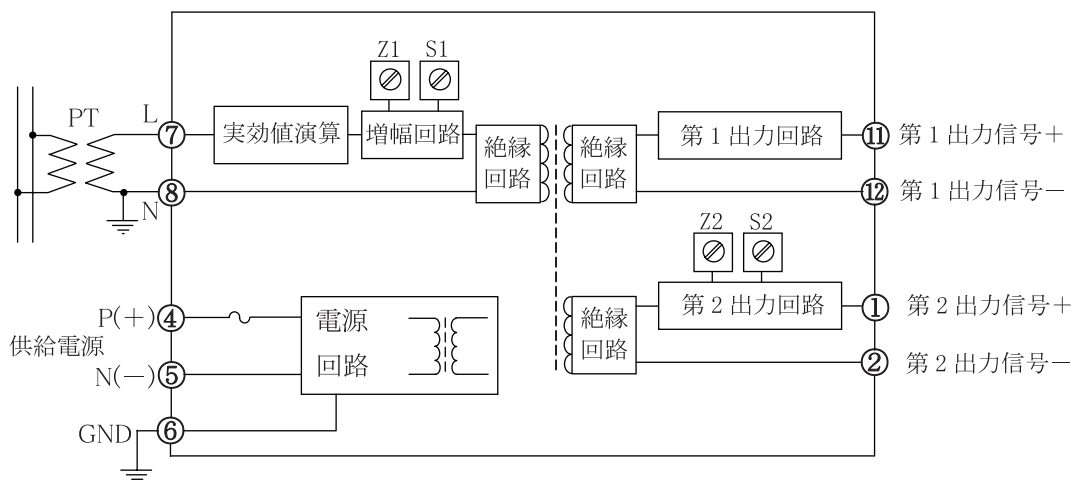 Z1 S1
PT
L
⑦
実効値演算
増幅回路
絶縁
回路
絶縁
回路
第1出力回路
⑪ 第1出力信号＋
⑧
N
⑫ 第1出力信号－
Z2 S2
絶縁
回路
第2出力回路
① 第2出力信号＋
② 第2出力信号－
供給電源
P(＋) ④
N(－) ⑤
GND ⑥
電源
回路